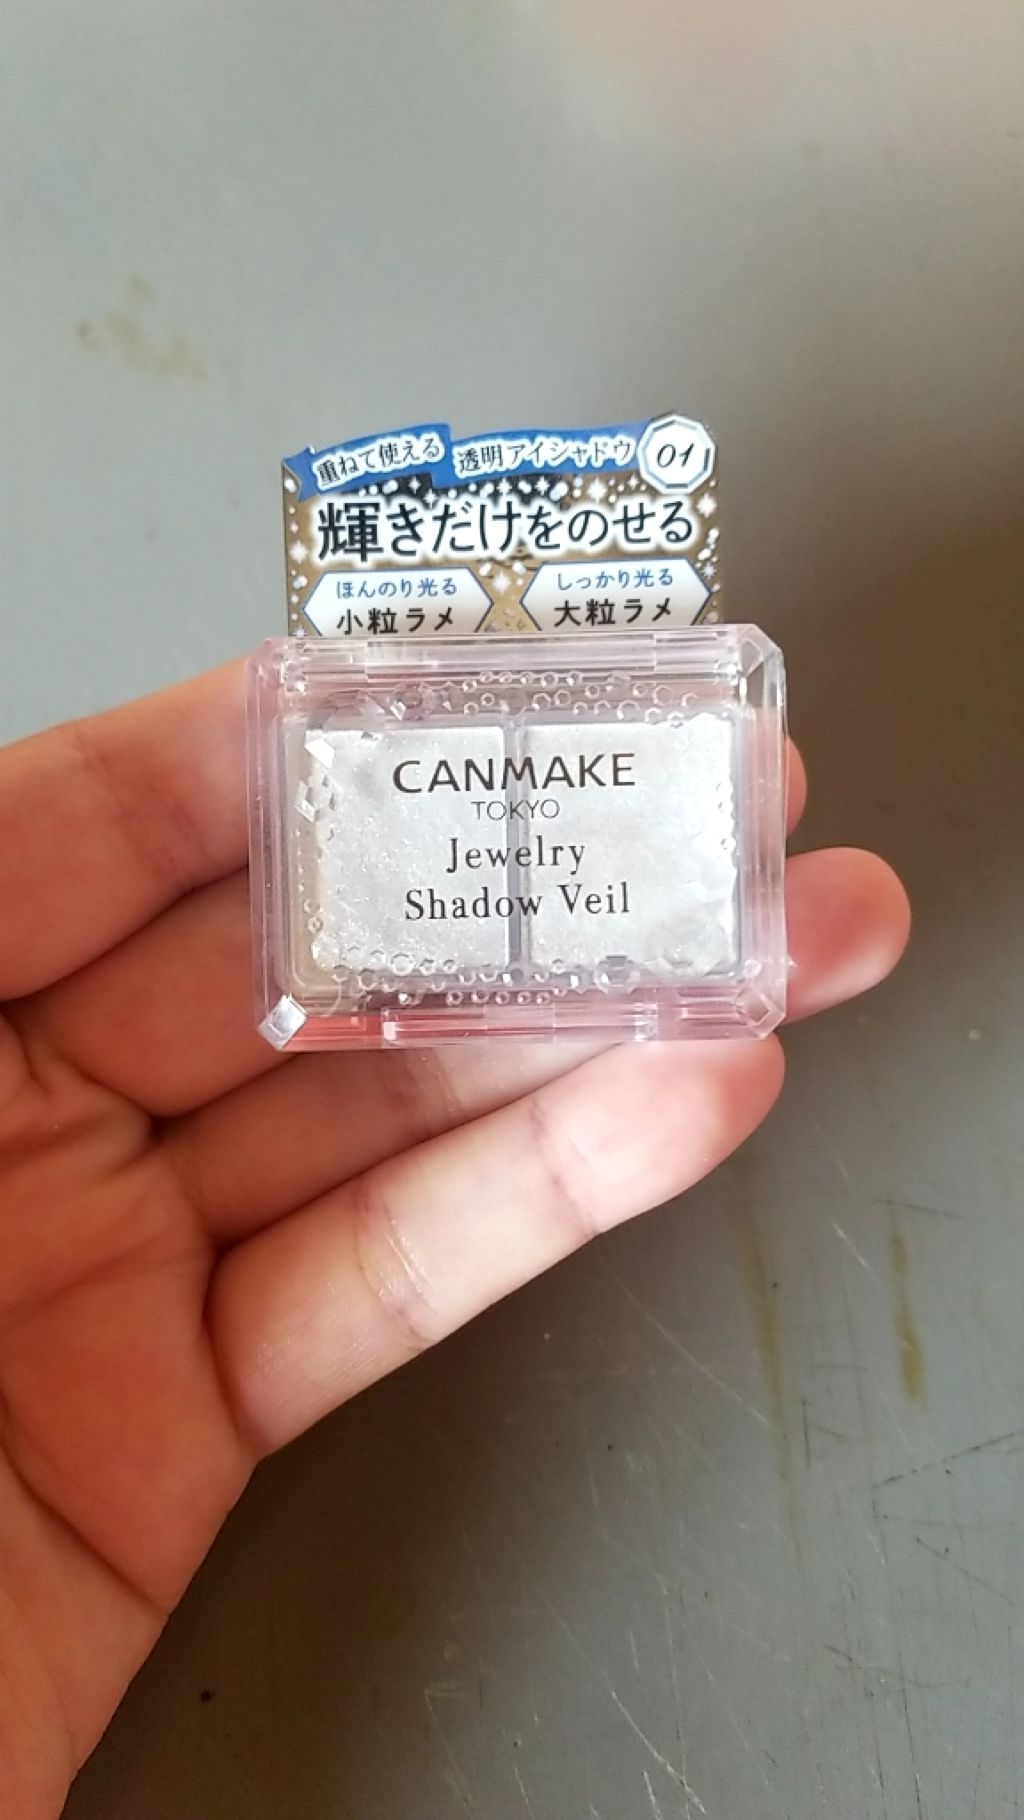 重ねて使える 透明アイシャドウ 01
輝きだけをのせる
ほんのり光る しっかり光る
小粒ラメ 大粒ラメ
CANMAKE
TOKYO
Jewelry
Shadow Veil